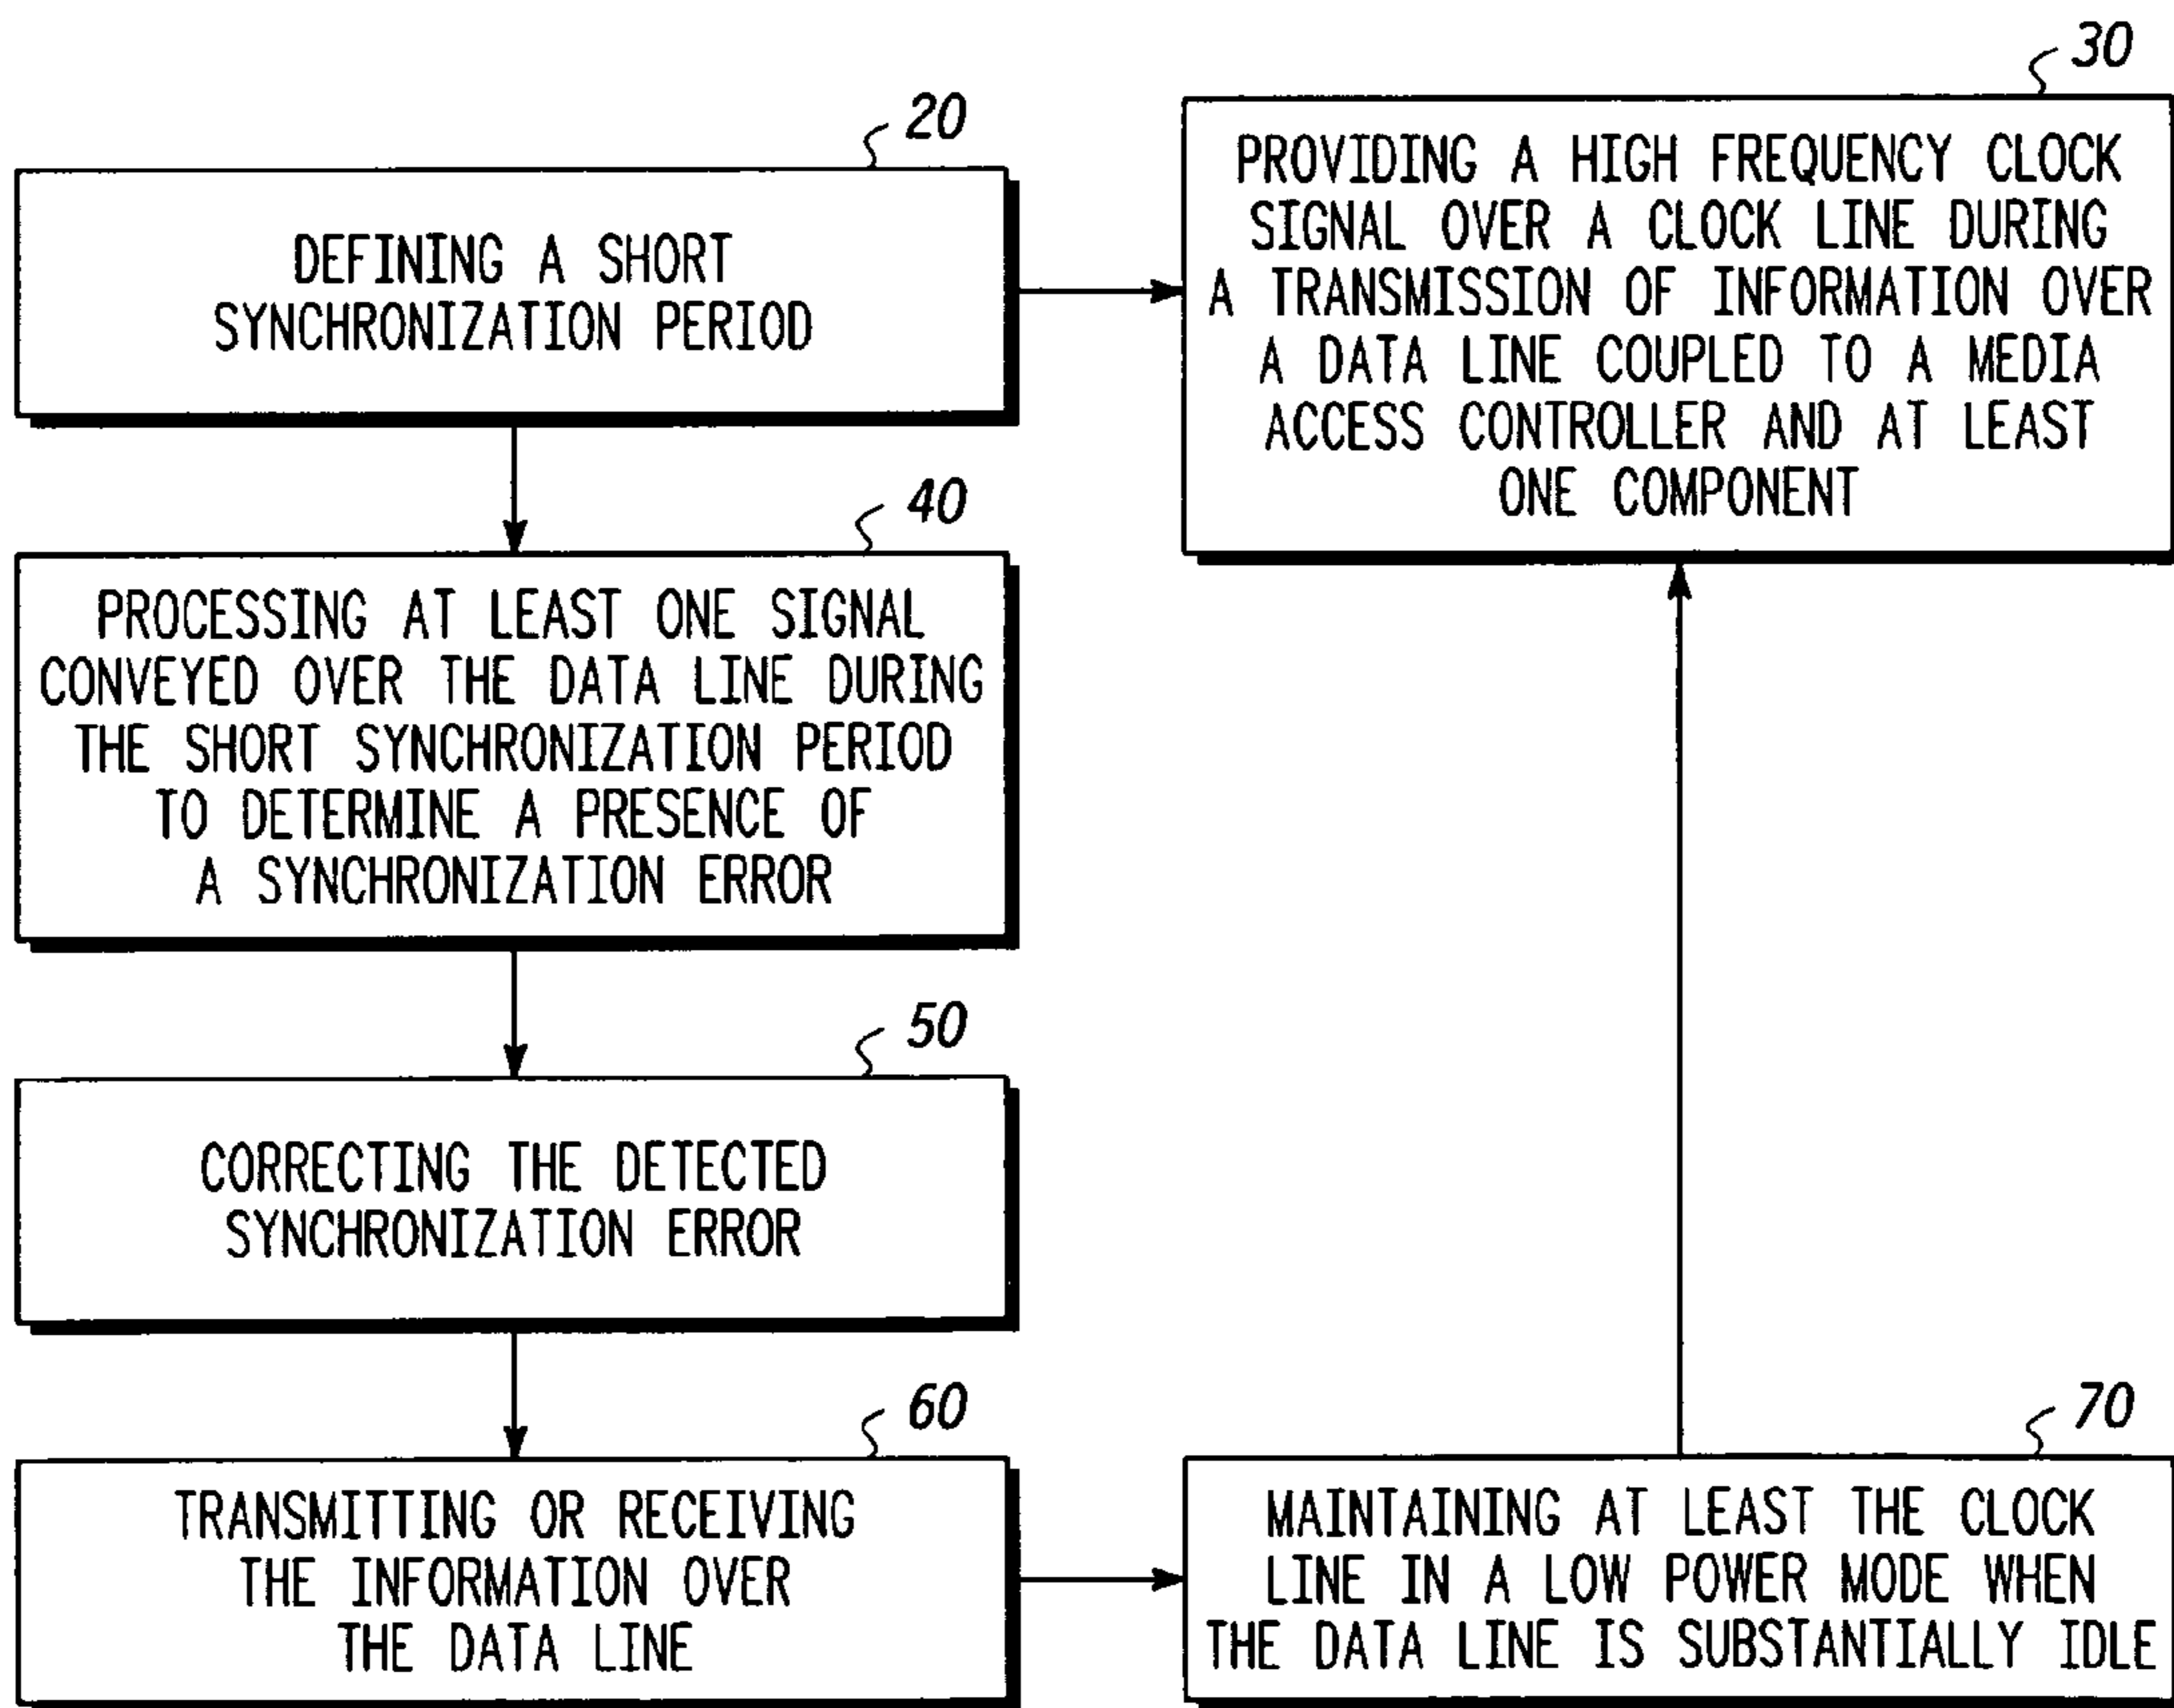 20
DEFINING A SHORT
SYNCHRONIZATION PERIOD
30
PROVIDING A HIGH FREQUENCY CLOCK
SIGNAL OVER A CLOCK LINE DURING
A TRANSMISSION OF INFORMATION OVER
A DATA LINE COUPLED TO A MEDIA
ACCESS CONTROLLER AND AT LEAST
ONE COMPONENT
40
PROCESSING AT LEAST ONE SIGNAL
CONVEYED OVER THE DATA LINE DURING
THE SHORT SYNCHRONIZATION PERIOD
TO DETERMINE A PRESENCE OF
A SYNCHRONIZATION ERROR
50
CORRECTING THE DETECTED
SYNCHRONIZATION ERROR
60
TRANSMITTING OR RECEIVING
THE INFORMATION OVER
THE DATA LINE
70
MAINTAINING AT LEAST THE CLOCK
LINE IN A LOW POWER MODE WHEN
THE DATA LINE IS SUBSTANTIALLY IDLE